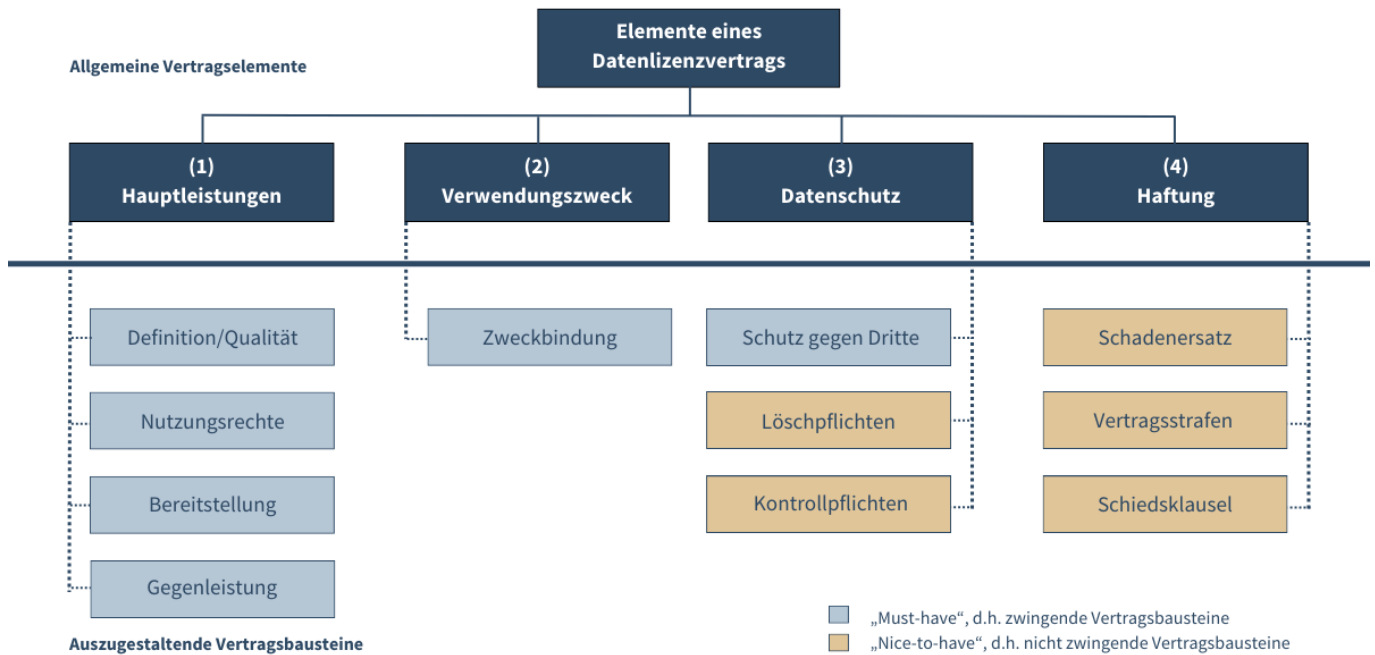 Elemente eines
Datenlizenzvertrags
Allgemeine Vertragselemente
(1)
Hauptleistungen
(2)
Verwendungszweck
(3)
Datenschutz
(4)
Haftung
Definition/Qualität
Nutzungsrechte
Bereitstellung
Gegenleistung
Zweckbindung
Schutz gegen Dritte
Löschpflichten
Kontrollpflichten
Schadenersatz
Vertragsstrafen
Schiedsklausel
Auszugestaltende Vertragsbausteine
„Must-have“, d.h. zwingende Vertragsbausteine
„Nice-to-have“, d.h. nicht zwingende Vertragsbausteine